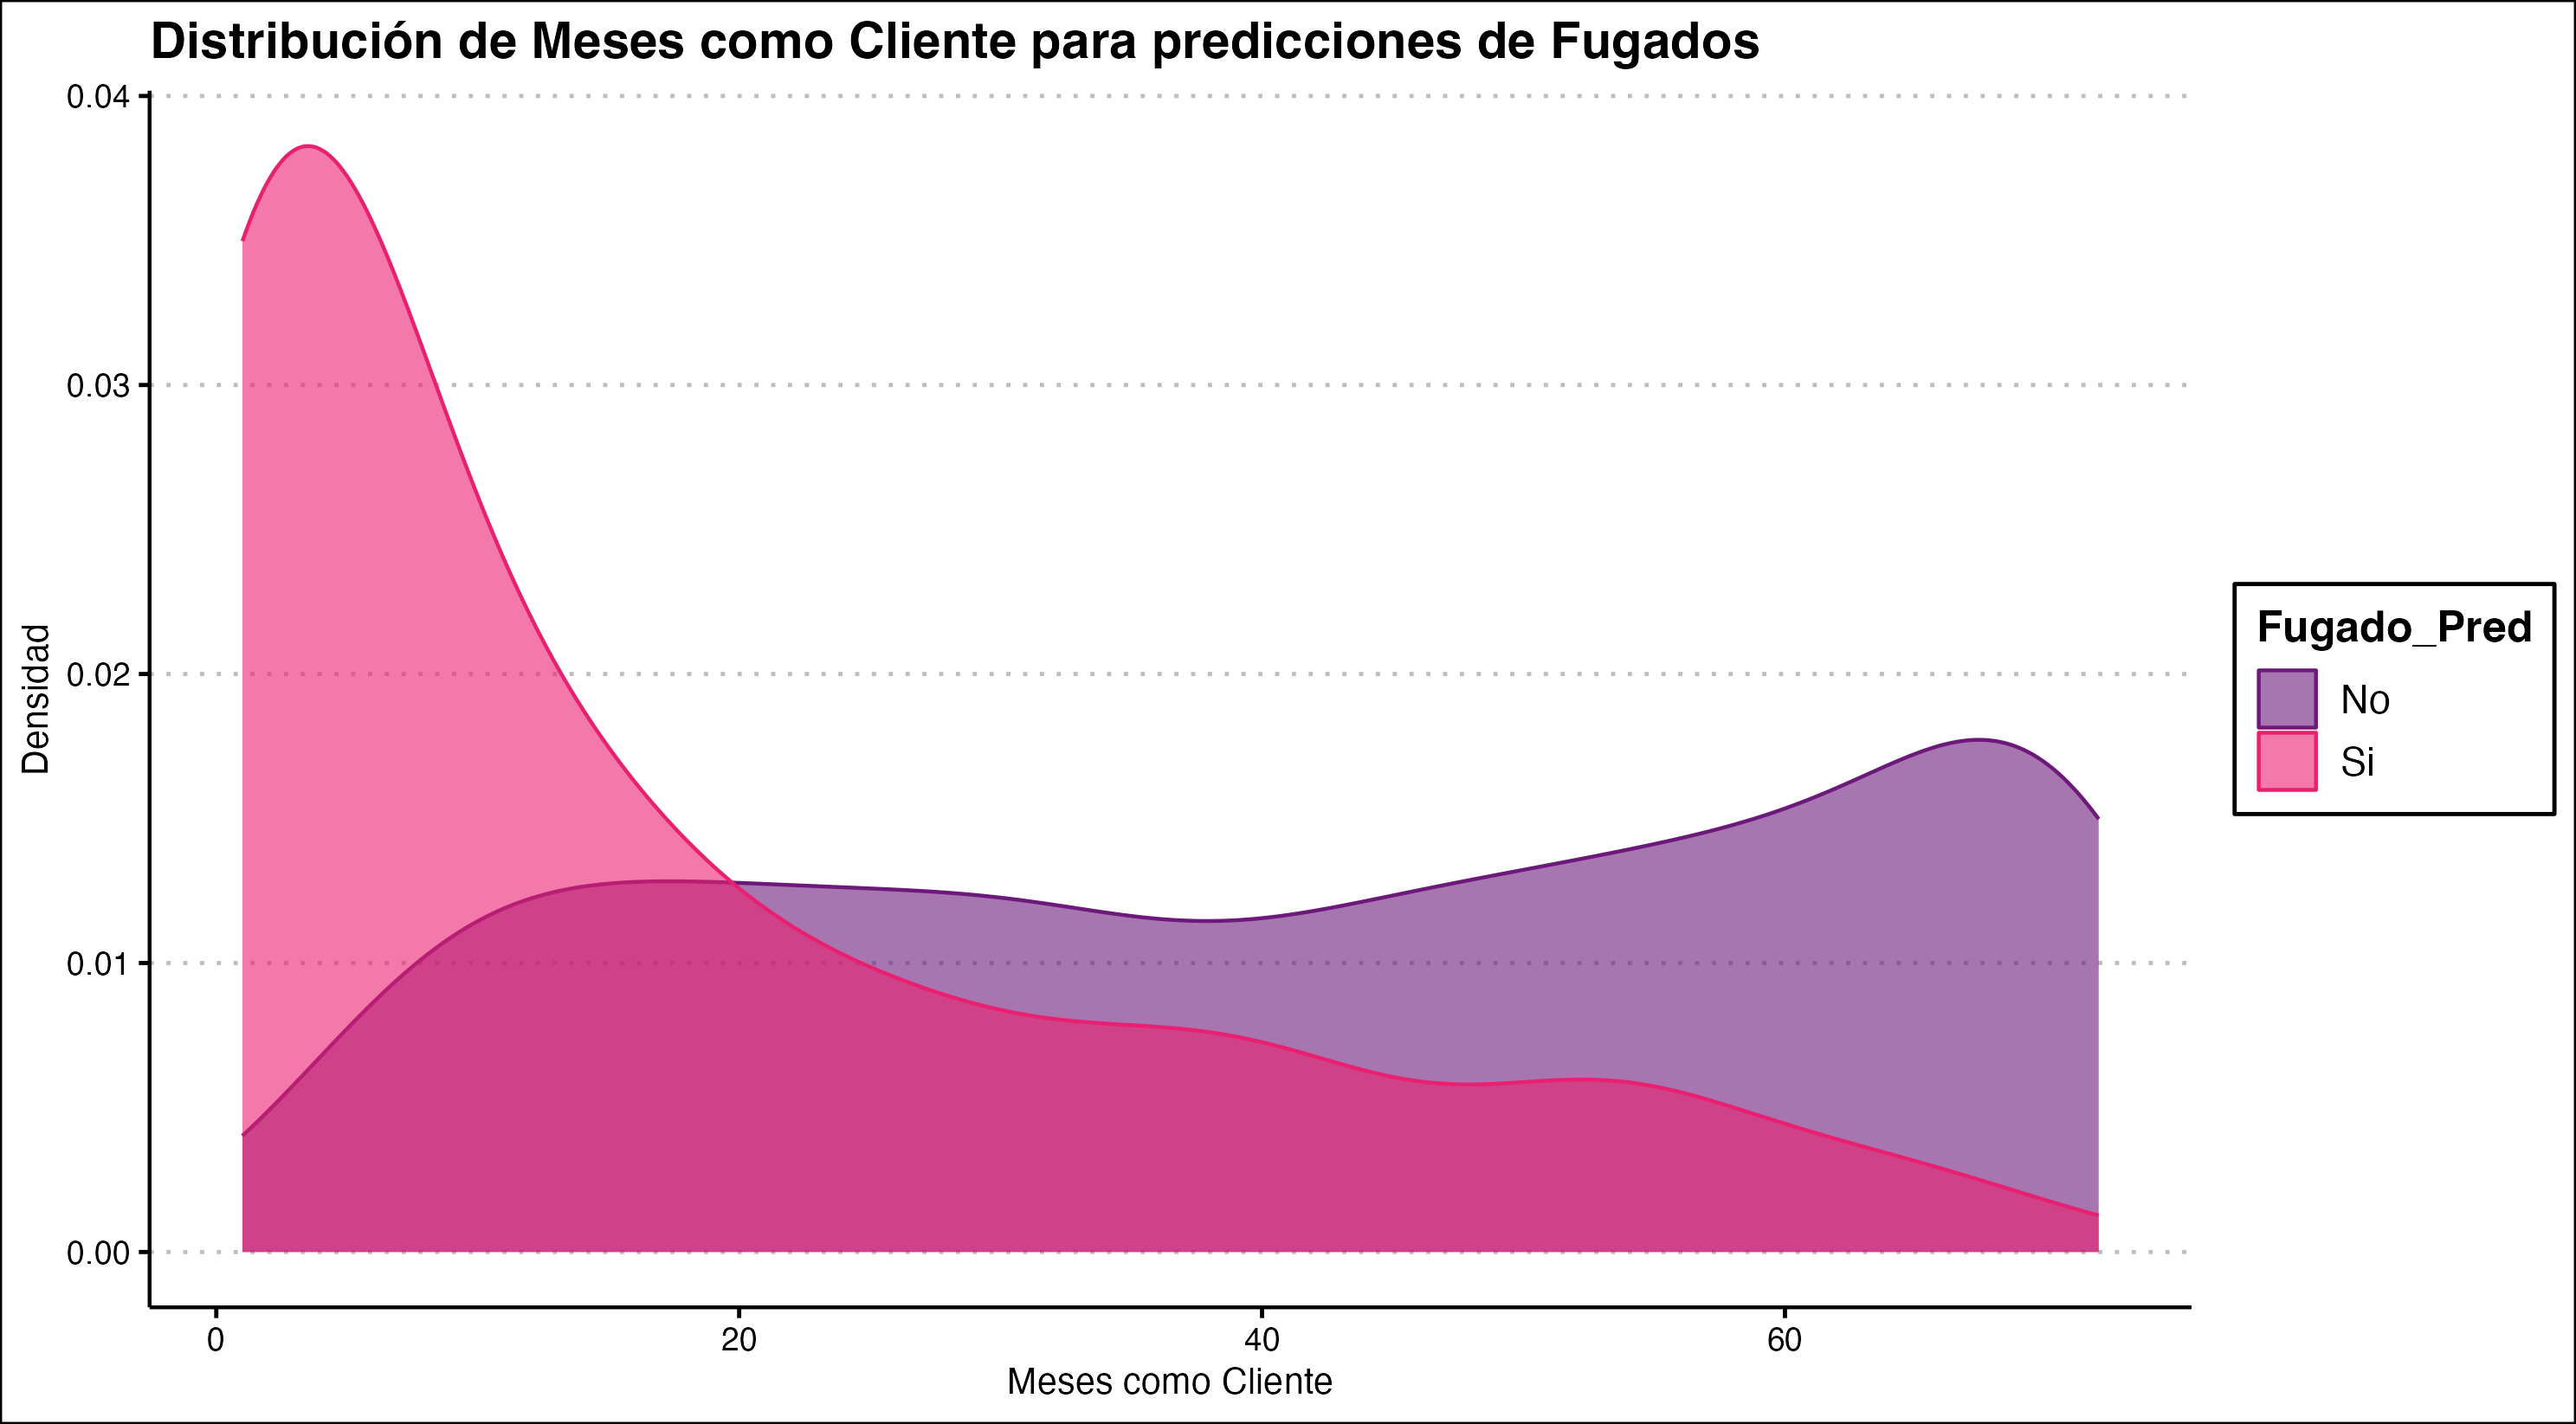 Distribución de Meses como Cliente para predicciones de Fugados
0.04
0.03
0.02
0.01
0.00
Densidad
0
20
40
60
Meses como Cliente
Fugado_Pred
No
Si